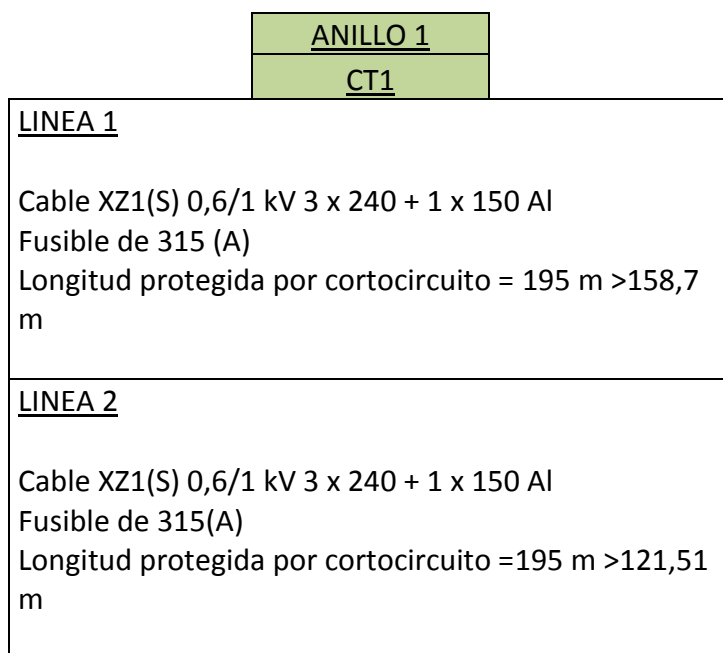 ANILLO 1
CT1
LINEA 1
Cable XZ1(S) 0,6/1 kV 3 x 240 + 1 x 150 Al
Fusible de 315 (A)
Longitud protegida por cortocircuito = 195 m >158,7
m
LINEA 2
Cable XZ1(S) 0,6/1 kV 3 x 240 + 1 x 150 Al
Fusible de 315(A)
Longitud protegida por cortocircuito =195 m >121,51
m